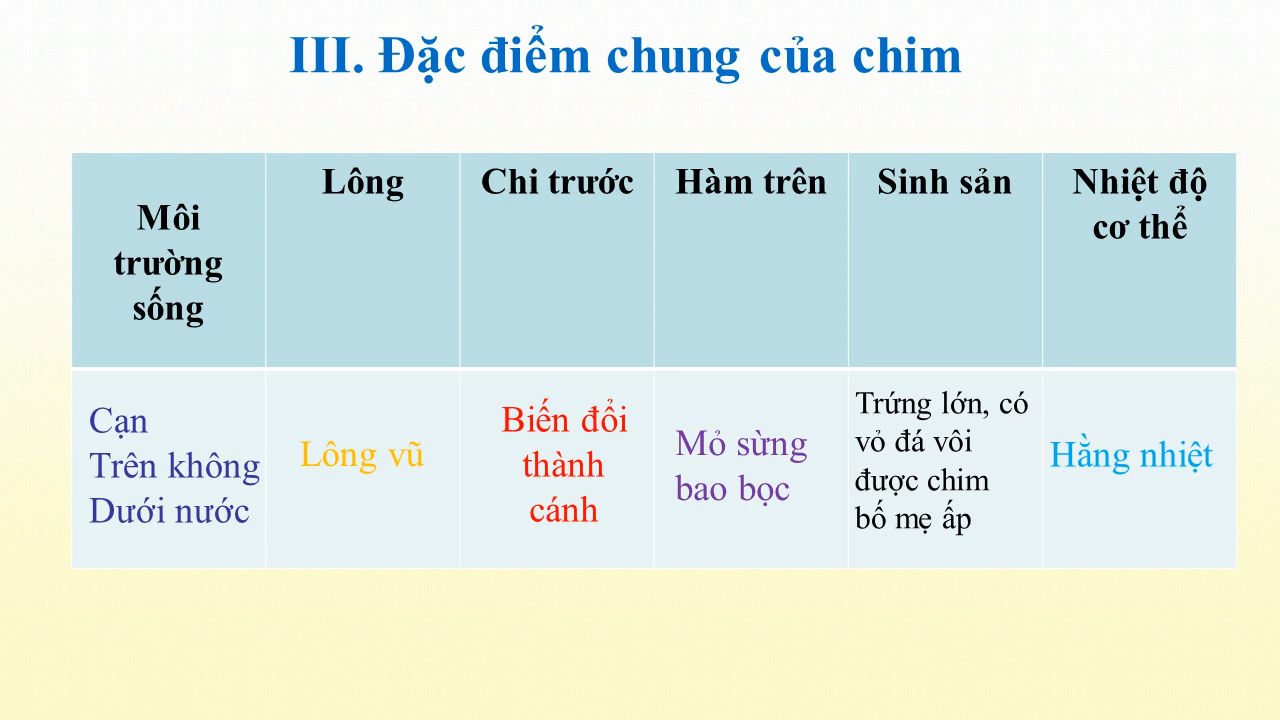 III. Đặc điểm chung của chim
Môi
trường
sống
Lông
Chi trước
Hàm trên
Sinh sản
Nhiệt độ
cơ thể
Cạn
Trên không
Dưới nước
Lông vũ
Biến đổi
thành
cánh
Mỏ sừng
bao bọc
Trứng lớn, có
vỏ đá vôi
được chim
bố mẹ ấp
Hằng nhiệt